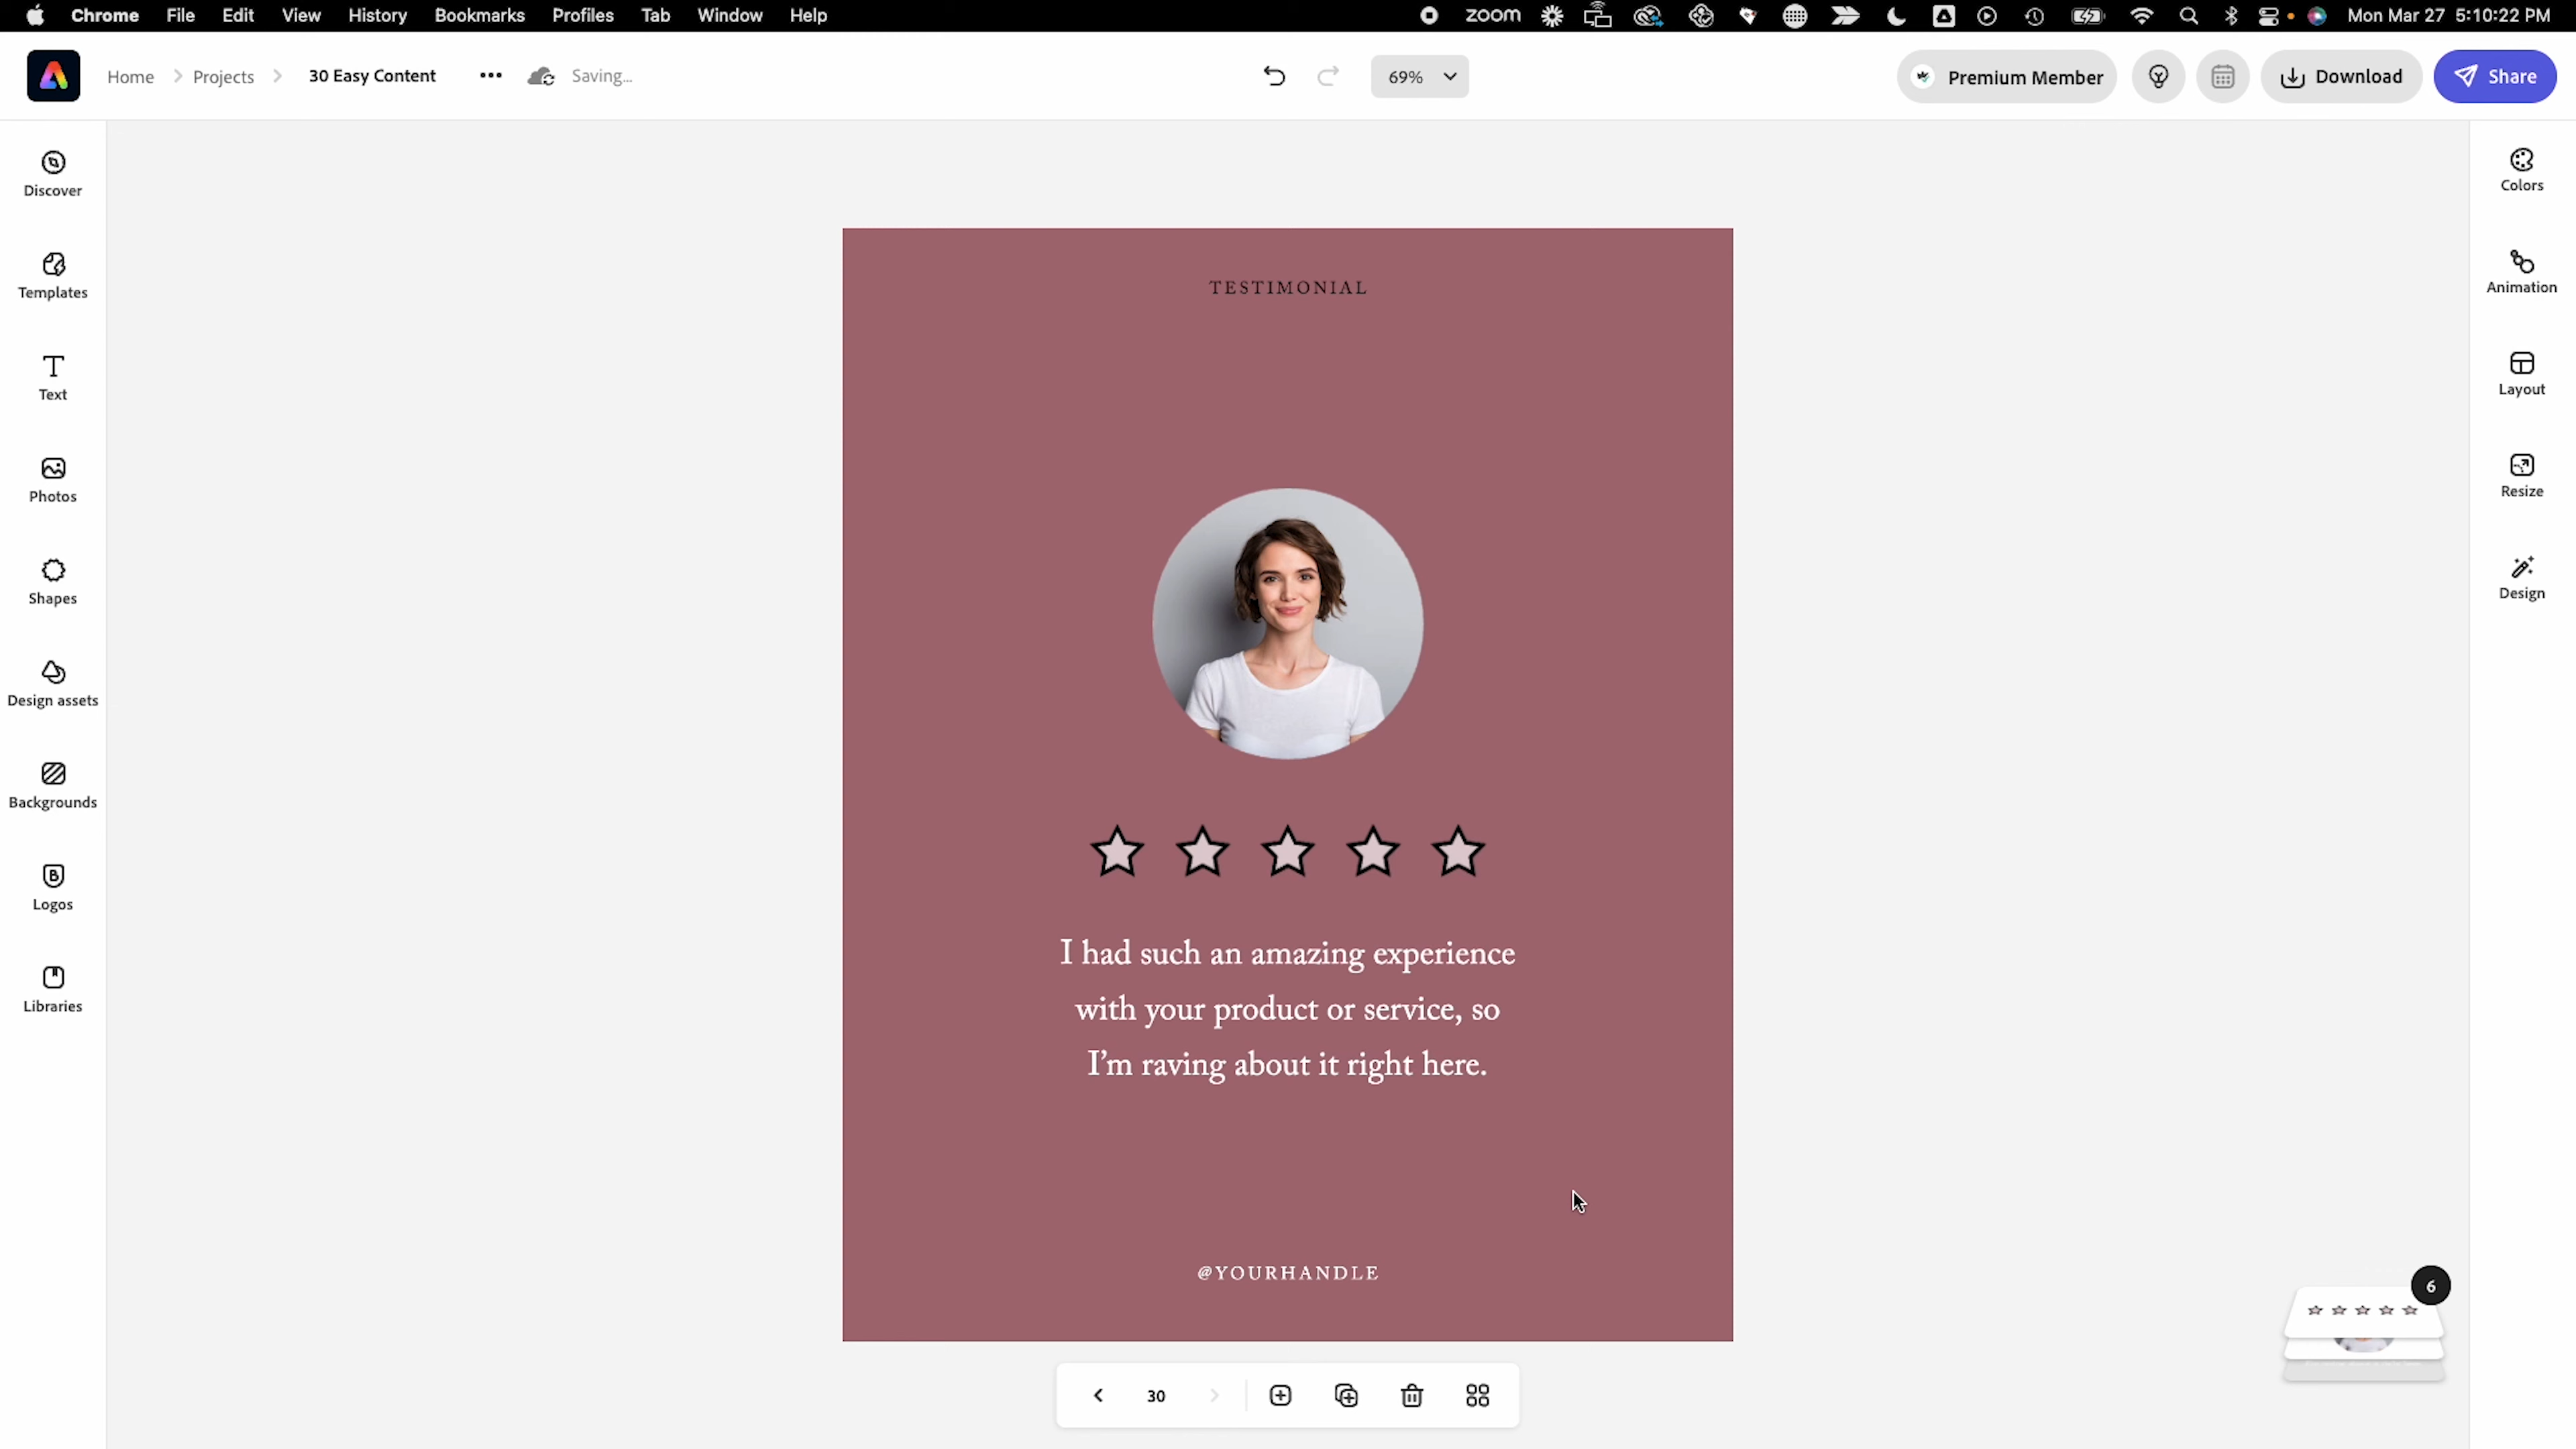 Chrome File Edit View History Bookmarks Profiles Tab Window Help zoom Mon Mar 27 5:10:22 PM
Home Projects 30 Easy Content ••• Saving... 69% Premium Member Download Share
Discover
Templates
Text
Photos
Shapes
Design assets
Backgrounds
Logos
Libraries
TESTIMONIAL
I had such an amazing experience
with your product or service, so
I'm raving about it right here.
@YOURHANDLE
30
Colors
Animation
Layout
Resize
Design
6